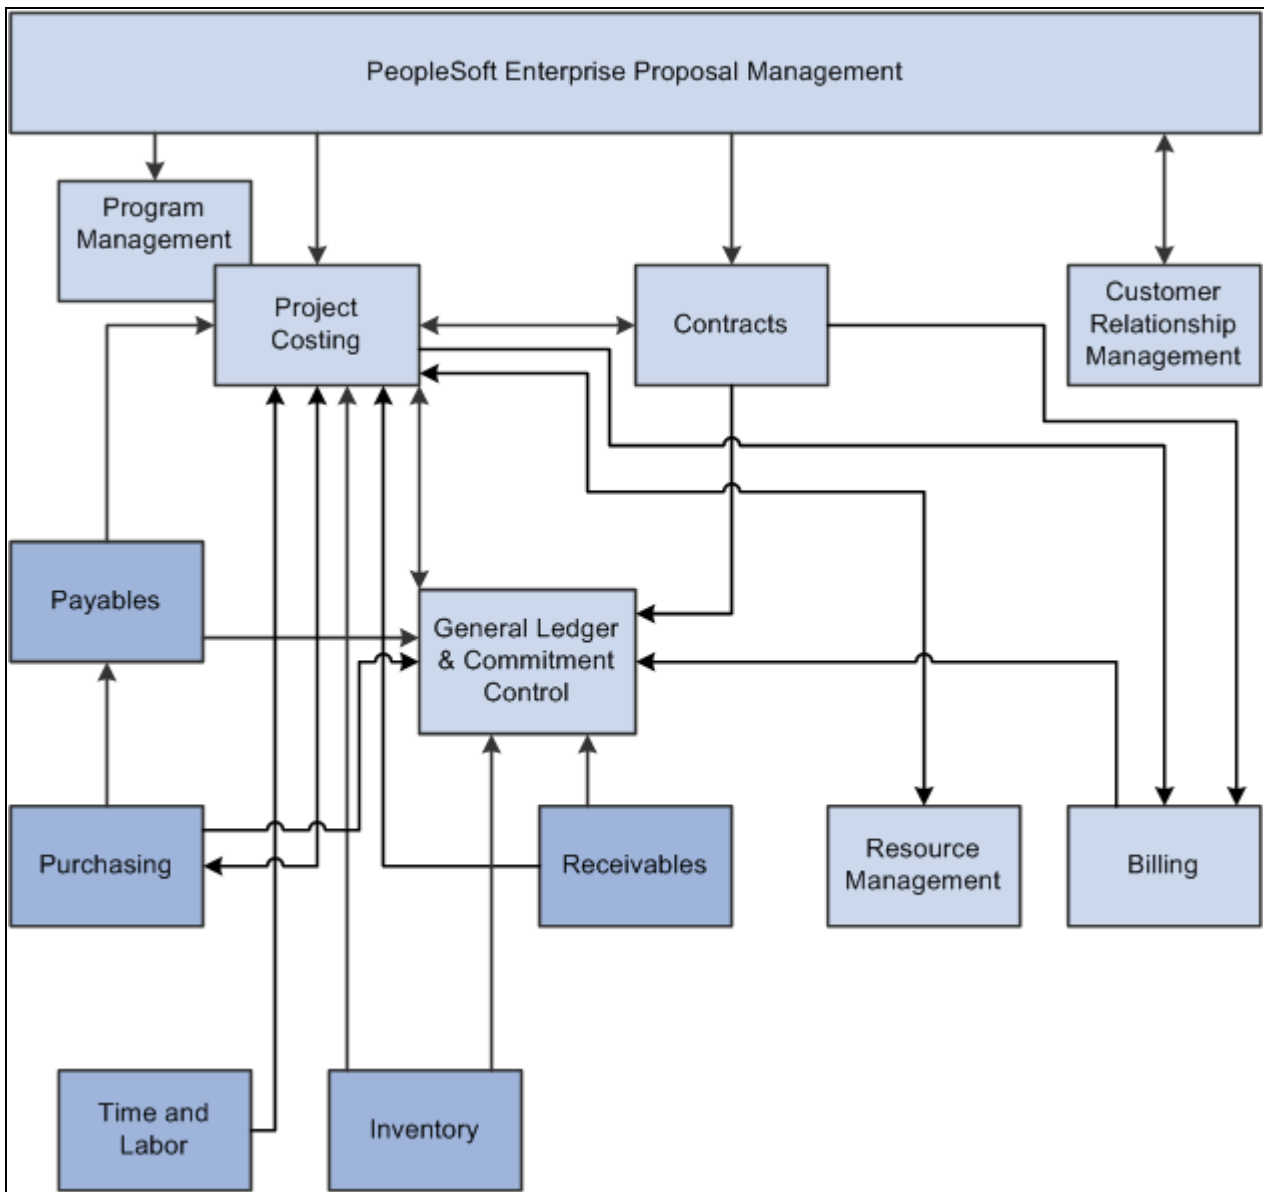 PeopleSoft Enterprise Proposal Management
Program
Management
Project
Costing
Contracts
Customer
Relationship
Management
Payables
General Ledger
& Commitment
Control
Purchasing
Receivables
Resource
Management
Billing
Time and
Labor
Inventory